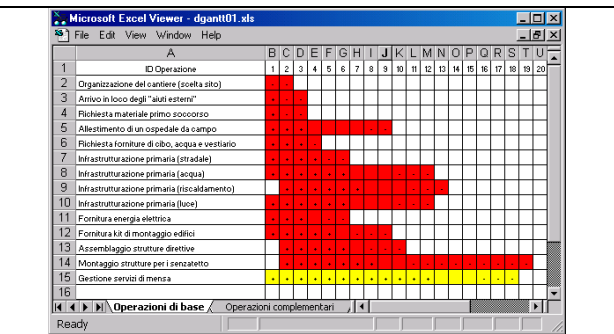 Microsoft Excel Viewer - dgantt01.xls
File Edit View Window Help
A B C D E F G H I J K L M N O P Q R S T U
1 ID Operazione 1 2 3 4 5 6 7 8 9 10 11 12 13 14 15 16 17 18 19 20
2 Organizzazione del cantiere (scelta sito)
3 Arrivo in loco degli "aiuti esterni"
4 Richiesta materiale primo soccorso
5 Allestimento di un ospedale da campo
6 Richiesta forniture di cibo, acqua e vestiario
7 Infrastrutturazione primaria (stradale)
8 Infrastrutturazione primaria (acqua)
9 Infrastrutturazione primaria (riscaldamento)
10 Infrastrutturazione primaria (luce)
11 Fornitura energia elettrica
12 Fornitura kit di montaggio edifici
13 Assemblaggio strutture direttive
14 Montaggio strutture per i senzatetto
15 Gestione servizi di mensa
16
Operazioni di base Operazioni complementari
Ready